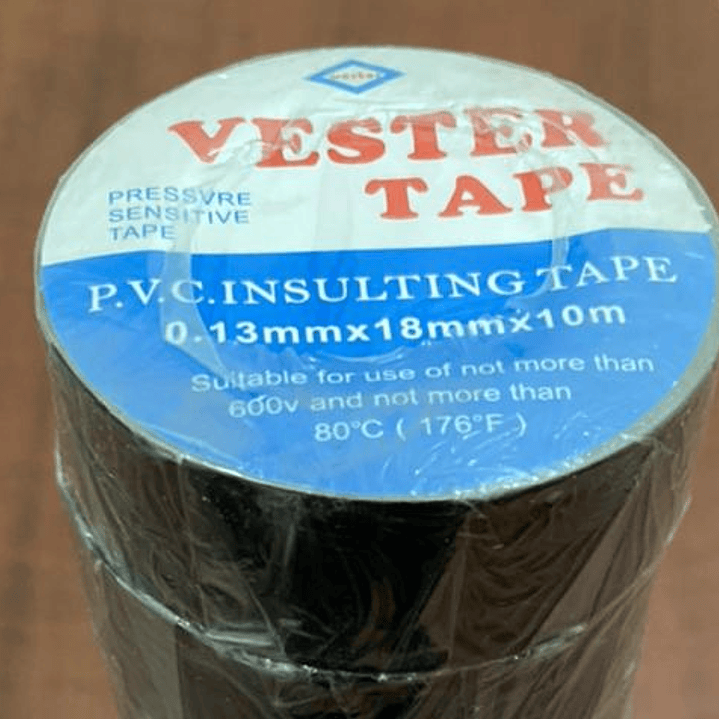 VESTER
TAPE
PRESSVRE
SENSITIVE
TAPE
P.V.C.INSULTING TAPE
0.13mmx18mmx10m
Suitable for use of not more than
600v and not more than
80°C ( 176°F )